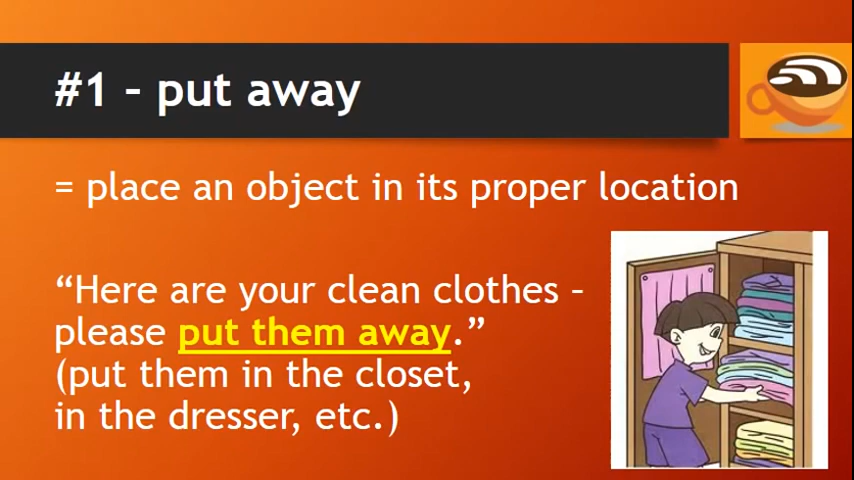 #1 – put away
= place an object in its proper location
“Here are your clean clothes –
please put them away.”
(put them in the closet,
in the dresser, etc.)